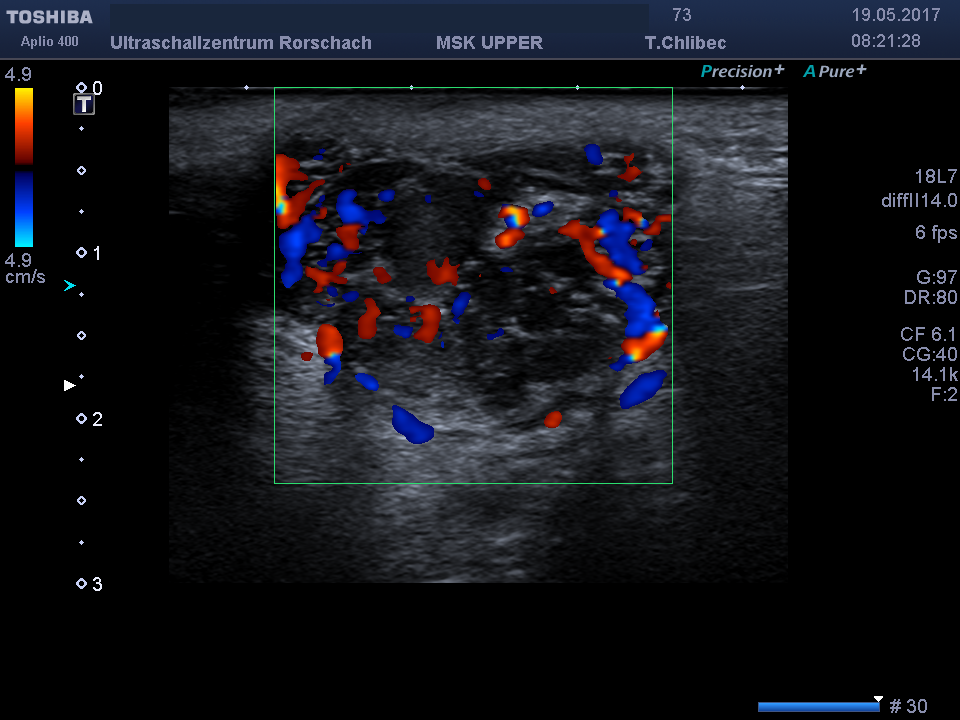 TOSHIBA 73 19.05.2017
Aplio 400 Ultraschallzentrum Rorschach MSK UPPER T.Chlibec 08:21:28
Precision+ A Pure+
4.9
0
T
18L7
diffII14.0
6 fps
1
4.9
cm/s
G:97
DR:80
CF 6.1
CG:40
14.1k
F:2
2
3
# 30